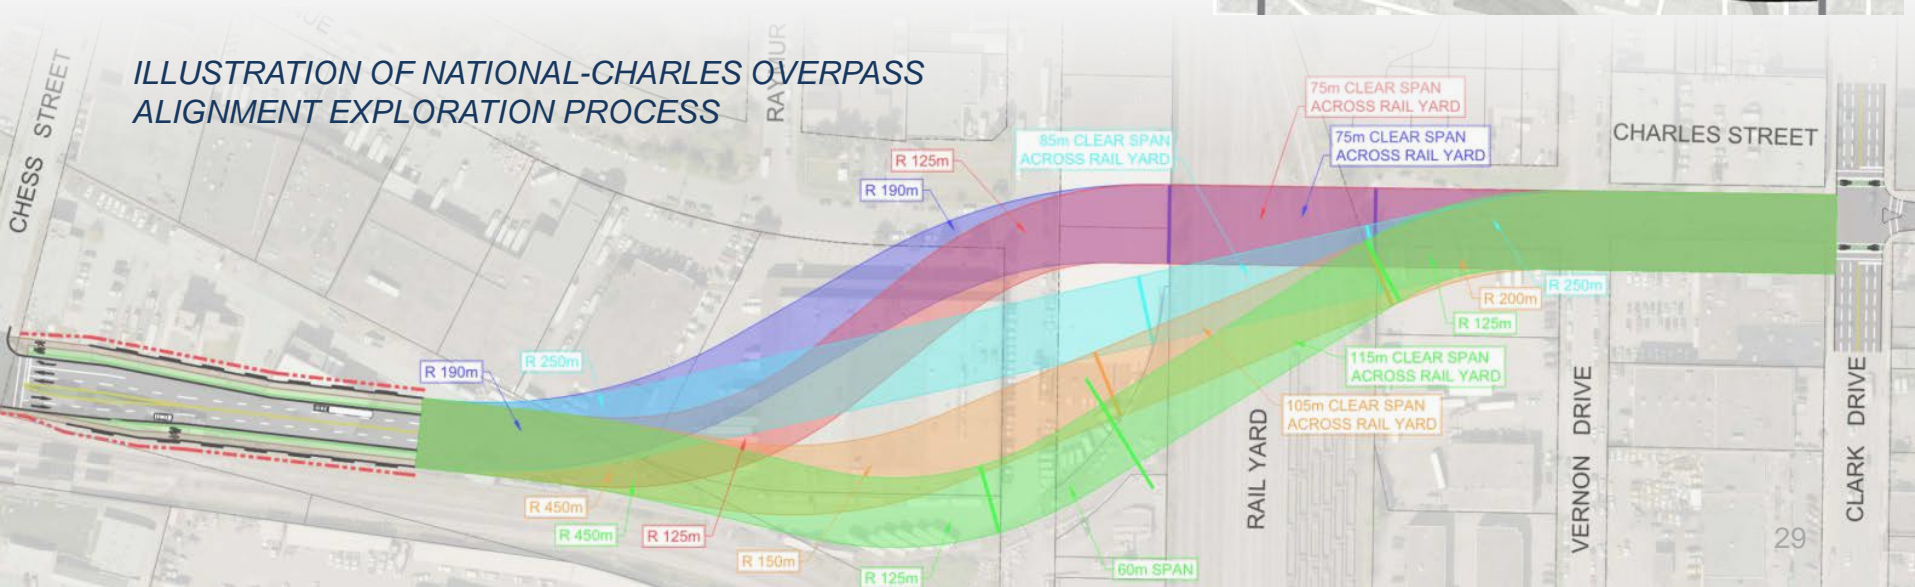 ILLUSTRATION OF NATIONAL-CHARLES OVERPASS
ALIGNMENT EXPLORATION PROCESS
CHESS STREET
RAYMUR
75m CLEAR SPAN
ACROSS RAIL YARD
85m CLEAR SPAN
ACROSS RAIL YARD
75m CLEAR SPAN
ACROSS RAIL YARD
CHARLES STREET
R 125m
R 190m
R 250m
R 200m
R 125m
R 190m
R 250m
115m CLEAR SPAN
ACROSS RAIL YARD
105m CLEAR SPAN
ACROSS RAIL YARD
RAIL YARD
VERNON DRIVE
CLARK DRIVE
R 450m
R 450m
R 125m
R 150m
R 125m
60m SPAN
29